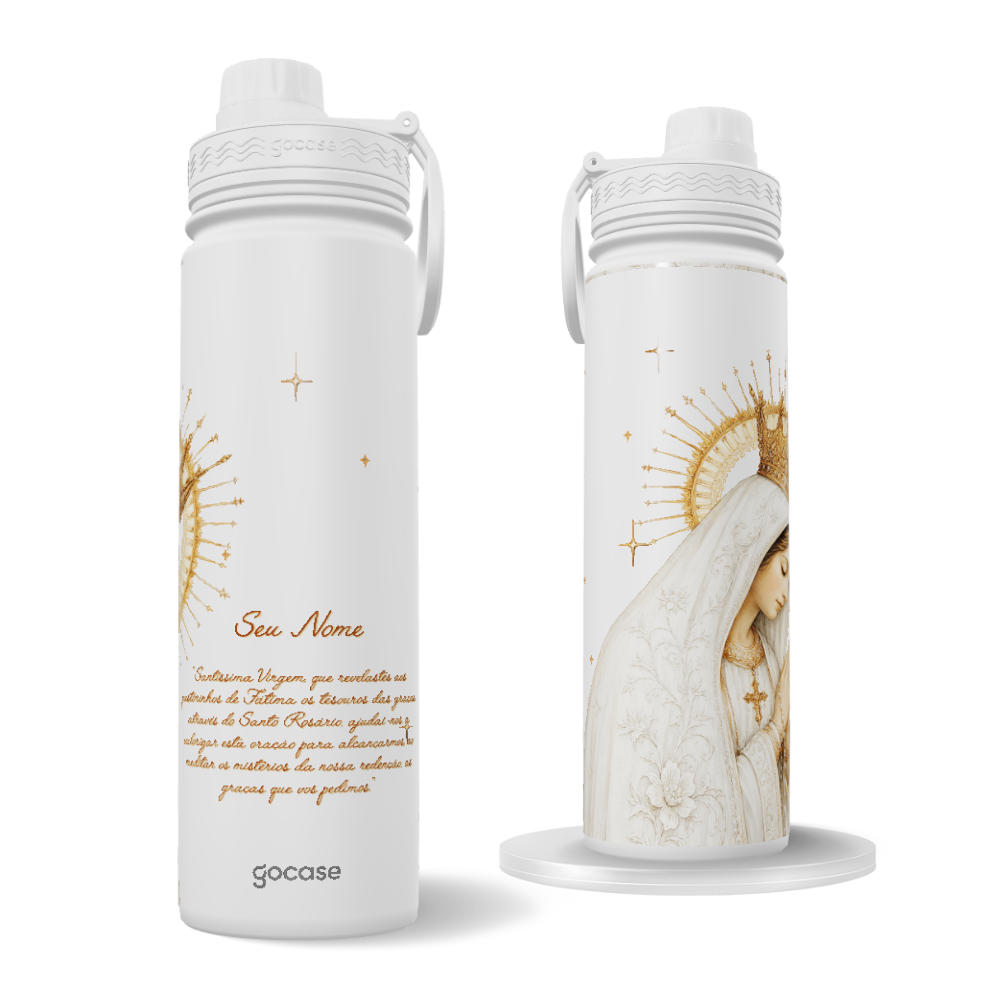 gocase
Seu Nome
"Santíssima Virgem, que revelastes aos
pastorinhos de Fátima os tesouros das graças
através do Santo Rosário, ajudai-nos a
valorizar esta oração para alcançarmos, ao
meditar os mistérios da nossa redenção, as
graças que vos pedimos."
gocase